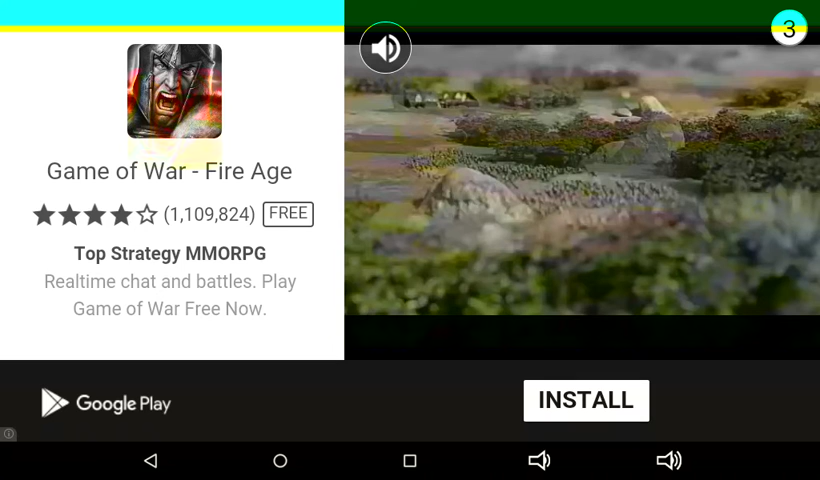 3
Game of War - Fire Age
(1,109,824) FREE
Top Strategy MMORPG
Realtime chat and battles. Play
Game of War Free Now.
Google Play
INSTALL